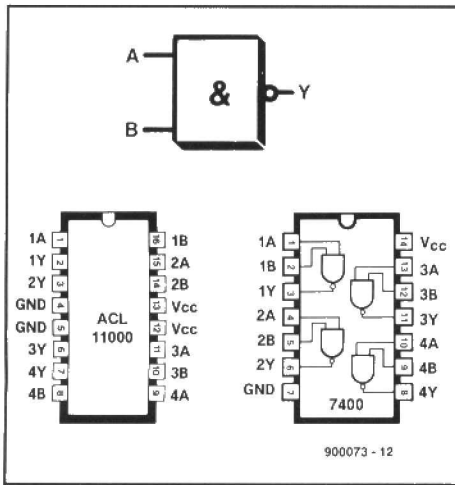 A
&
Y
B
1A 1 16 1B
1Y 2 15 2A
2Y 3 14 2B
GND 4 13 Vcc
GND 5 12 Vcc
3Y 6 11 3A
4Y 7 10 3B
4B 8 9 4A
ACL
11000
1A 1 14 Vcc
1B 2 13 3A
1Y 3 12 3B
2A 4 11 3Y
2B 5 10 4A
2Y 6 9 4B
GND 7 8 4Y
7400
900073 - 12